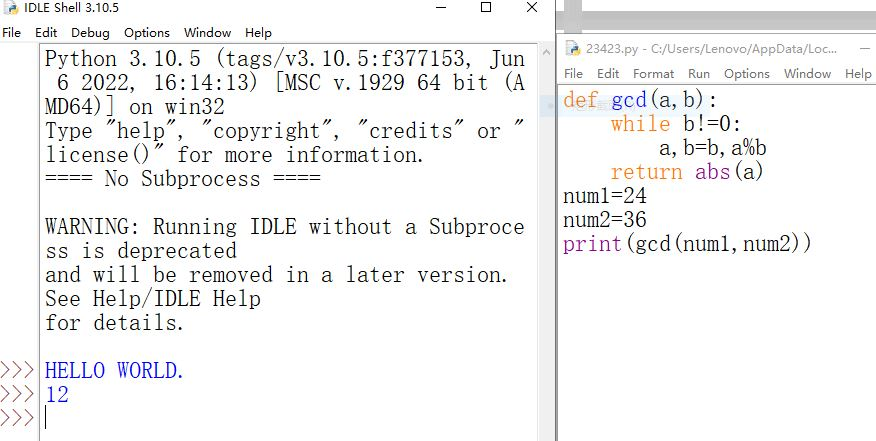 IDLE Shell 3.10.5
File Edit Debug Options Window Help
Python 3.10.5 (tags/v3.10.5:f377153, Jun
6 2022, 16:14:13) [MSC v.1929 64 bit (A
MD64)] on win32
Type "help", "copyright", "credits" or "
license()" for more information.
==== No Subprocess ====
WARNING: Running IDLE without a Subproce
ss is deprecated
and will be removed in a later version.
See Help/IDLE Help
for details.
>>> HELLO WORLD.
>>> 12
>>>
23423.py - C:/Users/Lenovo/AppData/Loc...
File Edit Format Run Options Window Help
def gcd(a,b):
    while b!=0:
        a,b=b,a%b
    return abs(a)
num1=24
num2=36
print(gcd(num1,num2))